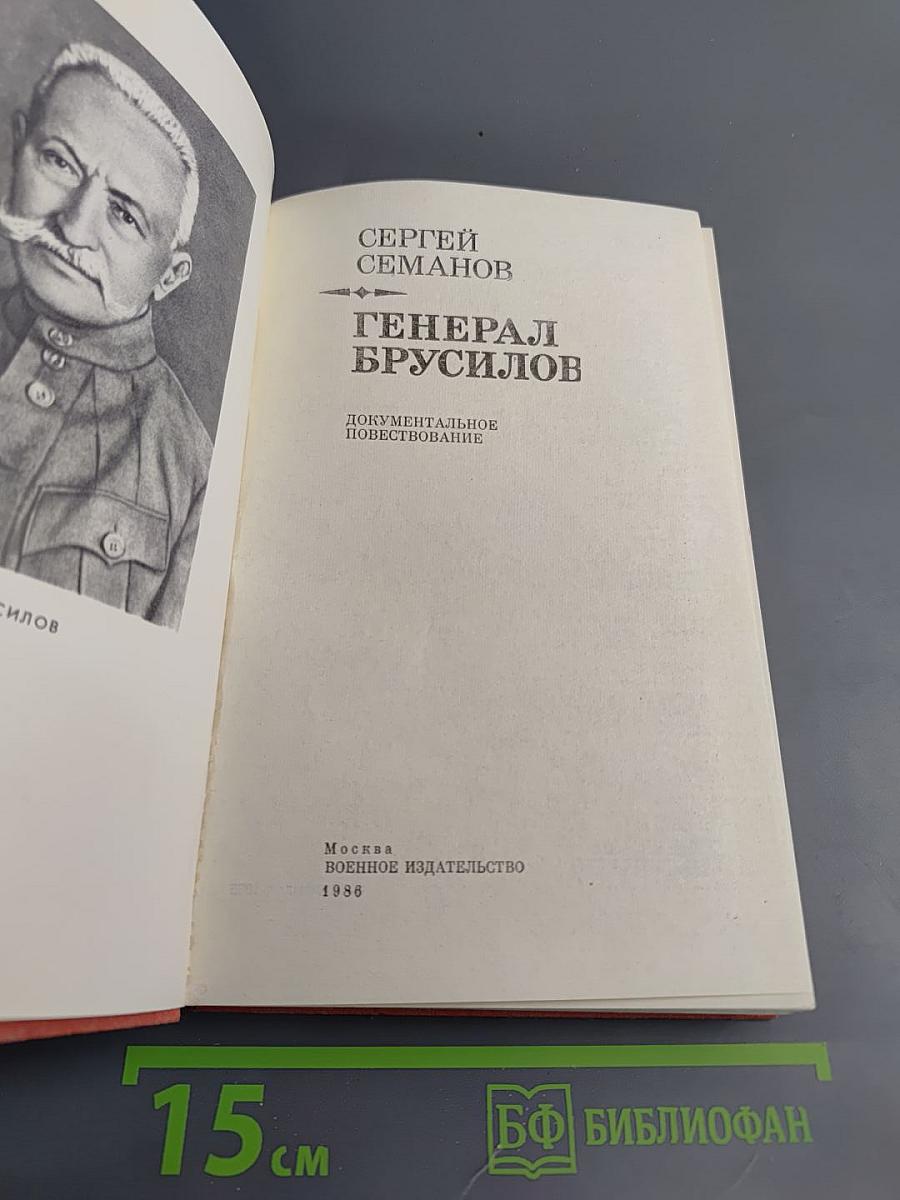 СИЛОВ
СЕРГЕЙ
СЕМАНОВ
ГЕНЕРАЛ
БРУСИЛОВ
ДОКУМЕНТАЛЬНОЕ
ПОВЕСТВОВАНИЕ
Москва
ВОЕННОЕ ИЗДАТЕЛЬСТВО
1986
15 см
БФ БИБЛИОФАН